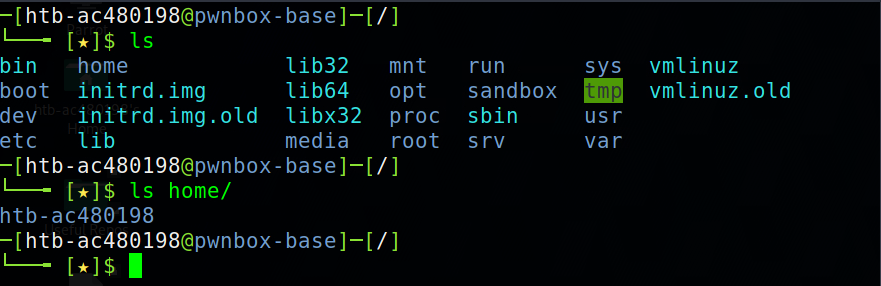 ─[htb-ac480198@pwnbox-base]─[/]
└──╼ [★]$ ls
bin   home            lib32   mnt   run      sys  vmlinuz
boot  initrd.img      lib64   opt   sandbox  tmp  vmlinuz.old
dev   initrd.img.old  libx32  proc  sbin     usr
etc   lib             media   root  srv      var
─[htb-ac480198@pwnbox-base]─[/]
└──╼ [★]$ ls home/
htb-ac480198
─[htb-ac480198@pwnbox-base]─[/]
└──╼ [★]$